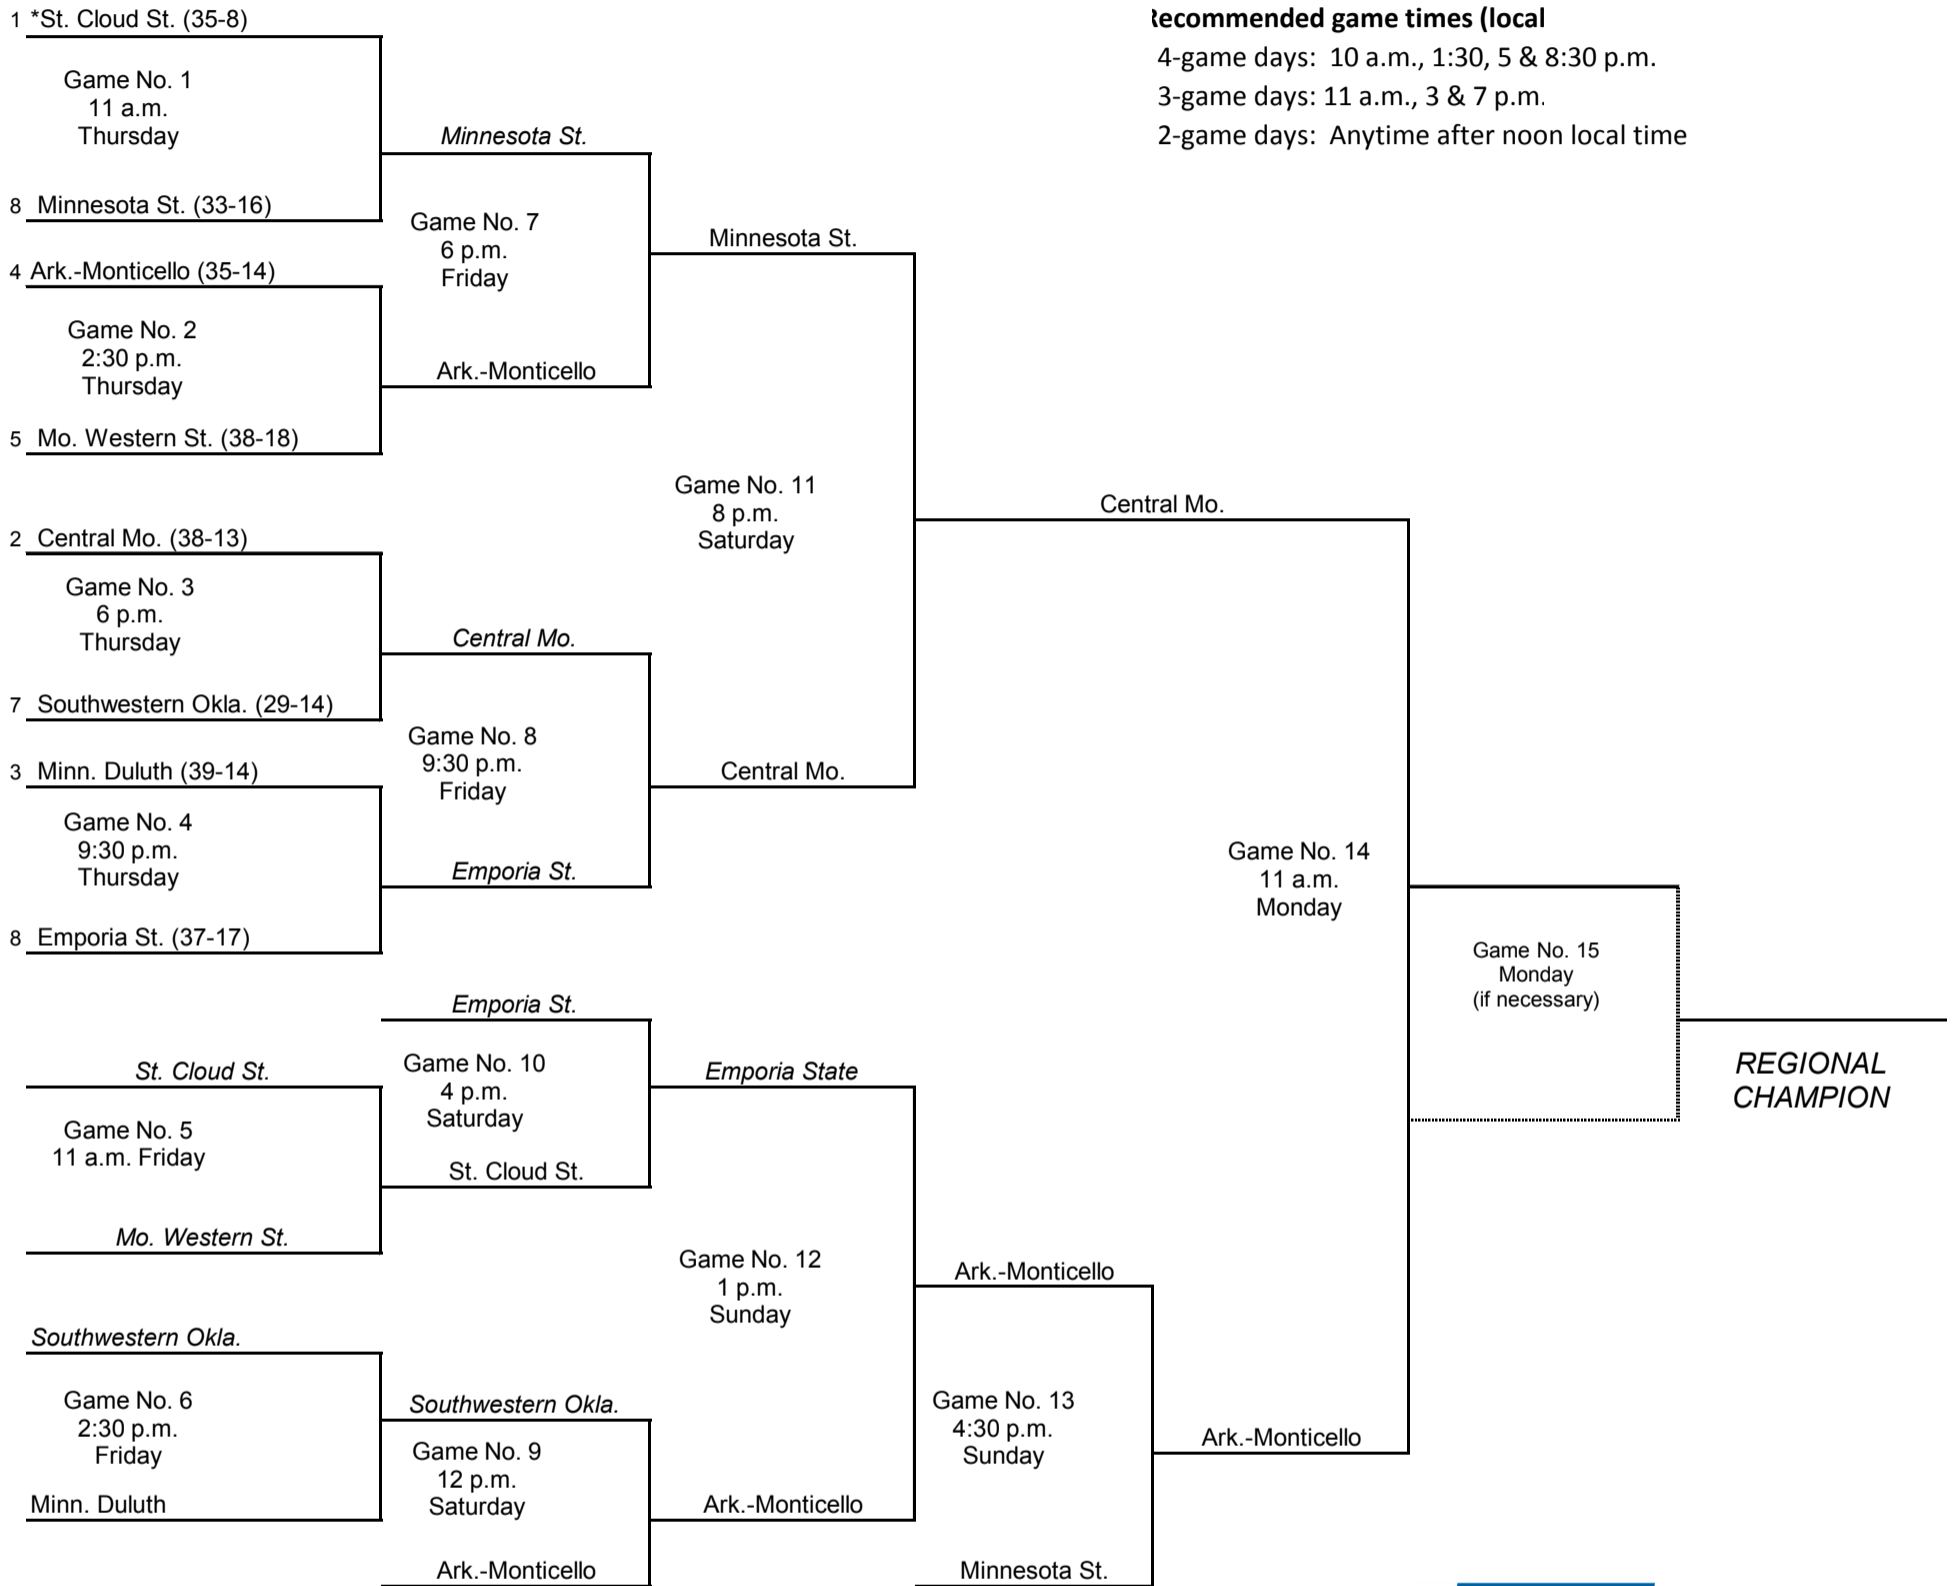 1 *St. Cloud St. (35-8)
Recommended game times (local
4-game days: 10 a.m., 1:30, 5 & 8:30 p.m.
3-game days: 11 a.m., 3 & 7 p.m.
2-game days: Anytime after noon local time
Game No. 1
11 a.m.
Thursday
Minnesota St.
8 Minnesota St. (33-16)
Game No. 7
6 p.m.
Friday
Minnesota St.
4 Ark.-Monticello (35-14)
Game No. 2
2:30 p.m.
Thursday
Ark.-Monticello
5 Mo. Western St. (38-18)
Game No. 11
8 p.m.
Saturday
Central Mo.
2 Central Mo. (38-13)
Game No. 3
6 p.m.
Thursday
Central Mo.
7 Southwestern Okla. (29-14)
Game No. 8
9:30 p.m.
Friday
Central Mo.
3 Minn. Duluth (39-14)
Game No. 4
9:30 p.m.
Thursday
Emporia St.
8 Emporia St. (37-17)
Game No. 14
11 a.m.
Monday
Game No. 15
Monday
(if necessary)
REGIONAL
CHAMPION
Emporia St.
St. Cloud St.
Game No. 10
4 p.m.
Saturday
Emporia State
Game No. 5
11 a.m. Friday
St. Cloud St.
Mo. Western St.
Game No. 12
1 p.m.
Sunday
Ark.-Monticello
Southwestern Okla.
Game No. 6
2:30 p.m.
Friday
Southwestern Okla.
Game No. 9
12 p.m.
Saturday
Game No. 13
4:30 p.m.
Sunday
Ark.-Monticello
Minn. Duluth
Ark.-Monticello
Ark.-Monticello
Minnesota St.